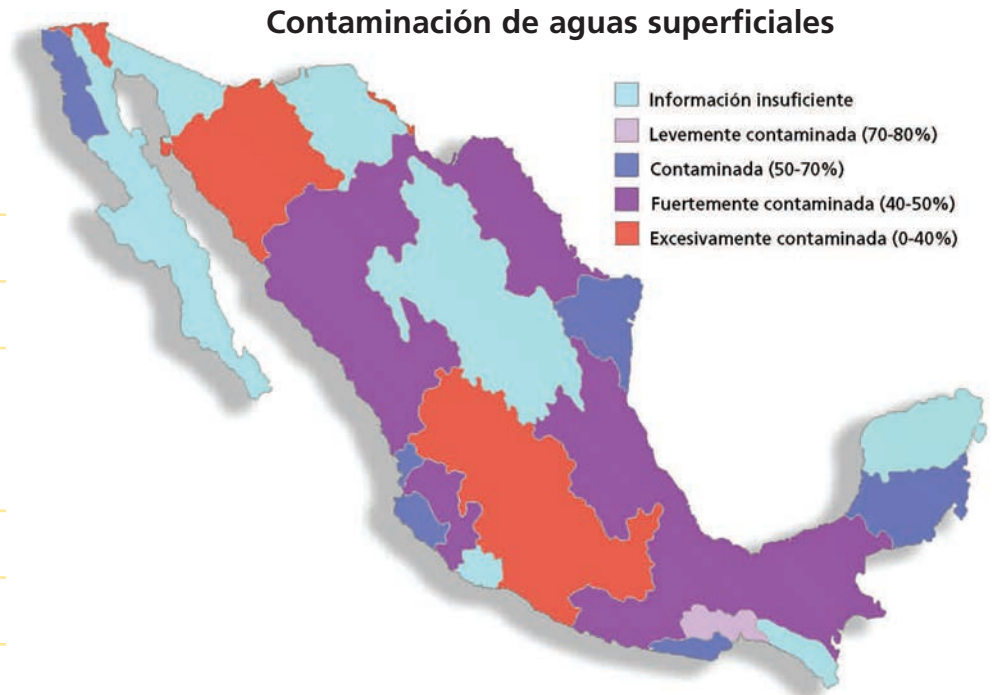 Contaminación de aguas superficiales
Información insuficiente
Levemente contaminada (70-80%)
Contaminada (50-70%)
Fuertemente contaminada (40-50%)
Excesivamente contaminada (0-40%)